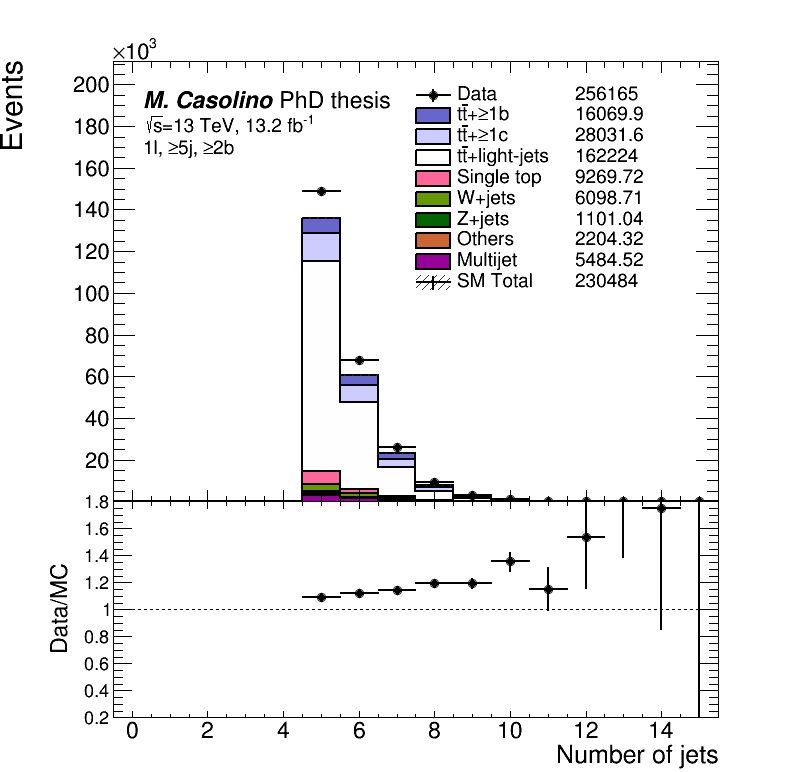 ×10³
Events
200
180
160
140
120
100
80
60
40
20
M. Casolino PhD thesis
√s=13 TeV, 13.2 fb⁻¹
1l, ≥5j, ≥2b
Data 256165
tt̄+≥1b 16069.9
tt̄+≥1c 28031.6
tt̄+light-jets 162224
Single top 9269.72
W+jets 6098.71
Z+jets 1101.04
Others 2204.32
Multijet 5484.52
SM Total 230484
Data/MC
1.8
1.6
1.4
1.2
1
0.8
0.6
0.4
0.2
0 2 4 6 8 10 12 14
Number of jets